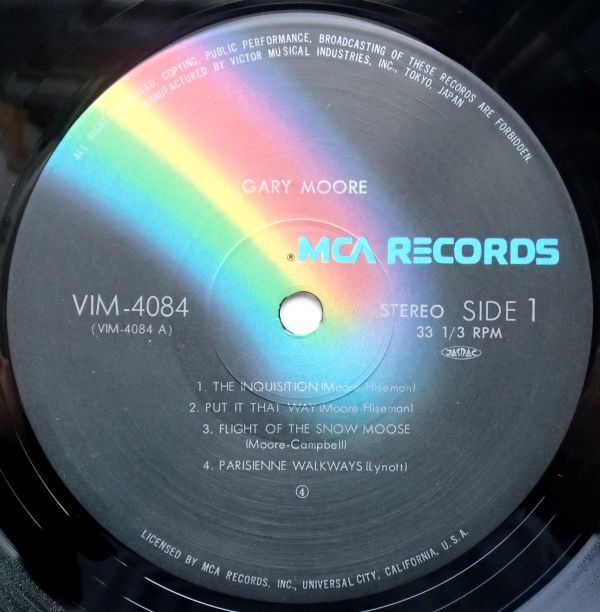 ALL RIGHTS RESERVED. COPYING, PUBLIC PERFORMANCE, BROADCASTING OF THESE RECORDS ARE FORBIDDEN.
MANUFACTURED BY VICTOR MUSICAL INDUSTRIES, INC., TOKYO, JAPAN
GARY MOORE
® MCA RECORDS
VIM-4084
(VIM-4084 A)
STEREO SIDE 1
33 1/3 RPM
JASRAC
1. THE INQUISITION (Moore-Hiseman)
2. PUT IT THAT WAY (Moore-Hiseman)
3. FLIGHT OF THE SNOW MOOSE
(Moore-Campbell)
4. PARISIENNE WALKWAYS (Lynott)
④
LICENSED BY MCA RECORDS, INC., UNIVERSAL CITY, CALIFORNIA, U.S.A.